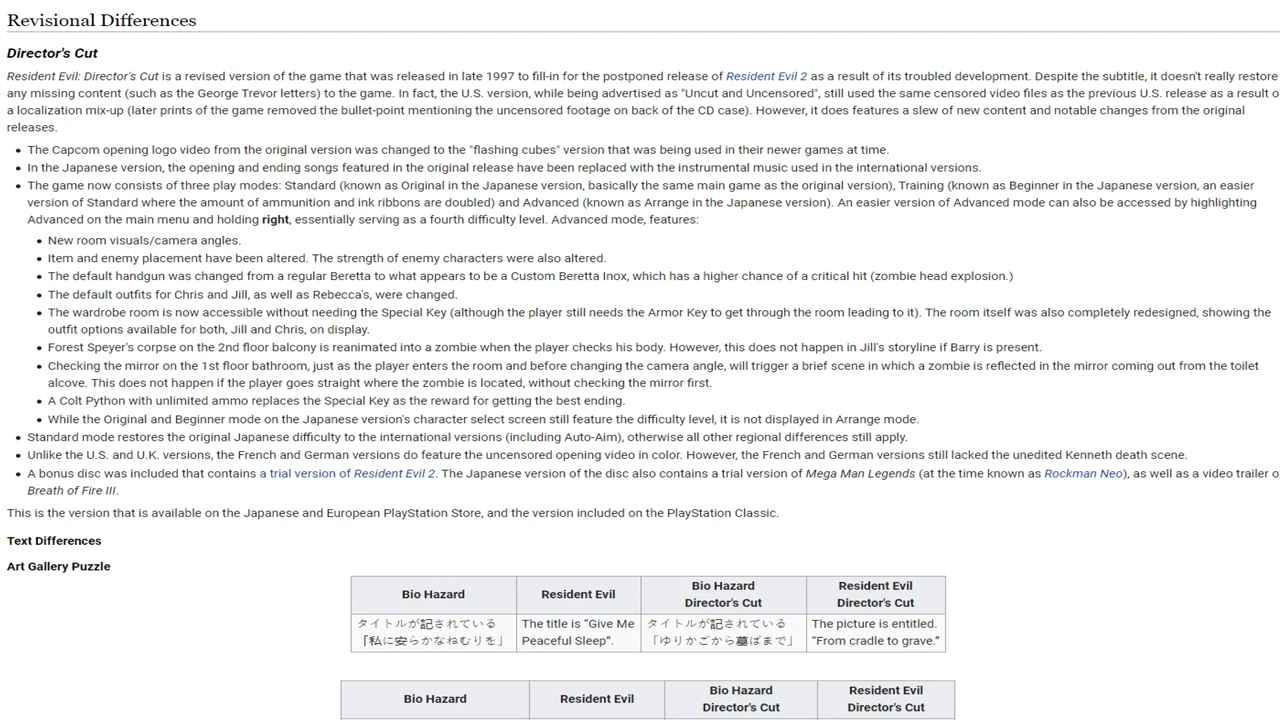 Revisional Differences
Director's Cut
Resident Evil: Director's Cut is a revised version of the game that was released in late 1997 to fill-in for the postponed release of Resident Evil 2 as a result of its troubled development. Despite the subtitle, it doesn't really restore
any missing content (such as the George Trevor letters) to the game. In fact, the U.S. version, while being advertised as "Uncut and Uncensored", still used the same censored video files as the previous U.S. release as a result of
a localization mix-up (later prints of the game removed the bullet-point mentioning the uncensored footage on back of the CD case). However, it does features a slew of new content and notable changes from the original
releases.
• The Capcom opening logo video from the original version was changed to the "flashing cubes" version that was being used in their newer games at time.
• In the Japanese version, the opening and ending songs featured in the original release have been replaced with the instrumental music used in the international versions.
• The game now consists of three play modes: Standard (known as Original in the Japanese version, basically the same main game as the original version), Training (known as Beginner in the Japanese version, an easier
version of Standard where the amount of ammunition and ink ribbons are doubled) and Advanced (known as Arrange in the Japanese version). An easier version of Advanced mode can also be accessed by highlighting
Advanced on the main menu and holding right, essentially serving as a fourth difficulty level. Advanced mode, features:
• New room visuals/camera angles.
• Item and enemy placement have been altered. The strength of enemy characters were also altered.
• The default handgun was changed from a regular Beretta to what appears to be a Custom Beretta Inox, which has a higher chance of a critical hit (zombie head explosion.)
• The default outfits for Chris and Jill, as well as Rebecca's, were changed.
• The wardrobe room is now accessible without needing the Special Key (although the player still needs the Armor Key to get through the room leading to it). The room itself was also completely redesigned, showing the
outfit options available for both, Jill and Chris, on display.
• Forest Speyer's corpse on the 2nd floor balcony is reanimated into a zombie when the player checks his body. However, this does not happen in Jill's storyline if Barry is present.
• Checking the mirror on the 1st floor bathroom, just as the player enters the room and before changing the camera angle, will trigger a brief scene in which a zombie is reflected in the mirror coming out from the toilet
alcove. This does not happen if the player goes straight where the zombie is located, without checking the mirror first.
• A Colt Python with unlimited ammo replaces the Special Key as the reward for getting the best ending.
• While the Original and Beginner mode on the Japanese version's character select screen still feature the difficulty level, it is not displayed in Arrange mode.
• Standard mode restores the original Japanese difficulty to the international versions (including Auto-Aim), otherwise all other regional differences still apply.
• Unlike the U.S. and U.K. versions, the French and German versions do feature the uncensored opening video in color. However, the French and German versions still lacked the unedited Kenneth death scene.
• A bonus disc was included that contains a trial version of Resident Evil 2. The Japanese version of the disc also contains a trial version of Mega Man Legends (at the time known as Rockman Neo), as well as a video trailer o
Breath of Fire III.
This is the version that is available on the Japanese and European PlayStation Store, and the version included on the PlayStation Classic.
Text Differences
Art Gallery Puzzle
Bio Hazard Resident Evil Bio Hazard Director's Cut Resident Evil Director's Cut
タイトルが記されている The title is "Give Me タイトルが記されている The picture is entitled.
「私に安らかなねむりを」 Peaceful Sleep". 「ゆりかごから墓ばまで」 "From cradle to grave."
Bio Hazard Resident Evil Bio Hazard Director's Cut Resident Evil Director's Cut